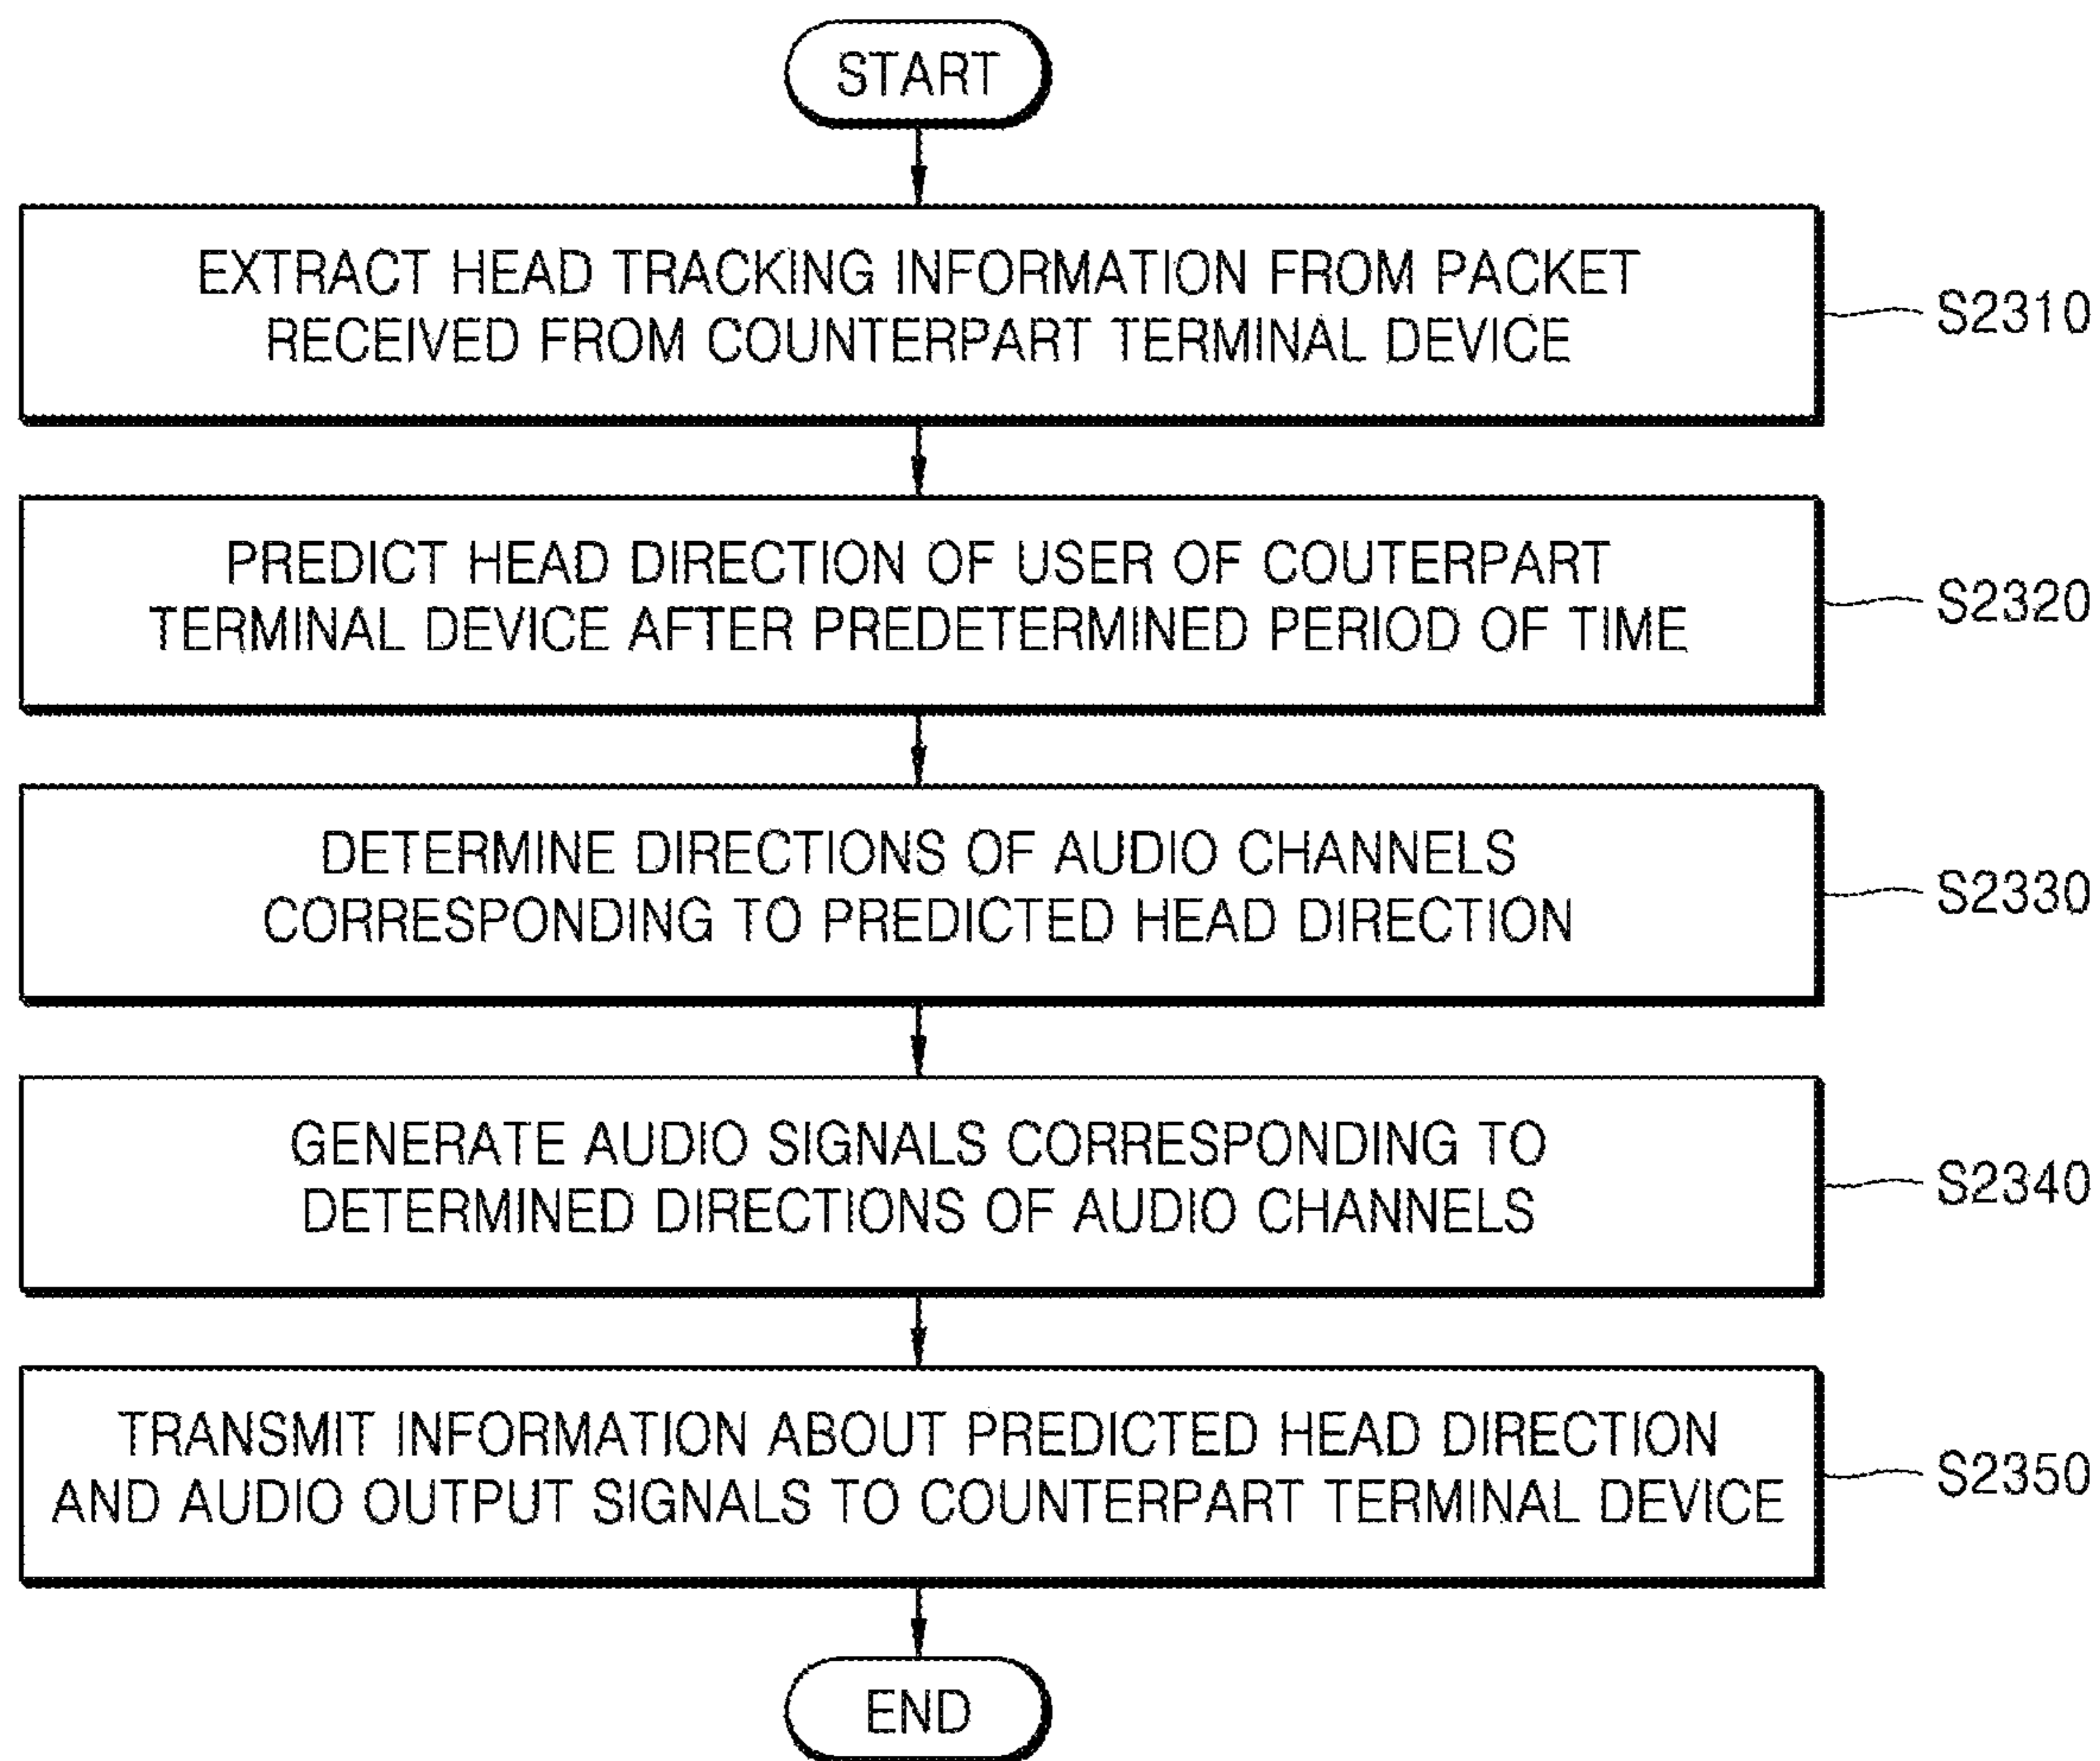 START
EXTRACT HEAD TRACKING INFORMATION FROM PACKET
RECEIVED FROM COUNTERPART TERMINAL DEVICE
S2310
PREDICT HEAD DIRECTION OF USER OF COUTERPART
TERMINAL DEVICE AFTER PREDETERMINED PERIOD OF TIME
S2320
DETERMINE DIRECTIONS OF AUDIO CHANNELS
CORRESPONDING TO PREDICTED HEAD DIRECTION
S2330
GENERATE AUDIO SIGNALS CORRESPONDING TO
DETERMINED DIRECTIONS OF AUDIO CHANNELS
S2340
TRANSMIT INFORMATION ABOUT PREDICTED HEAD DIRECTION
AND AUDIO OUTPUT SIGNALS TO COUNTERPART TERMINAL DEVICE
S2350
END